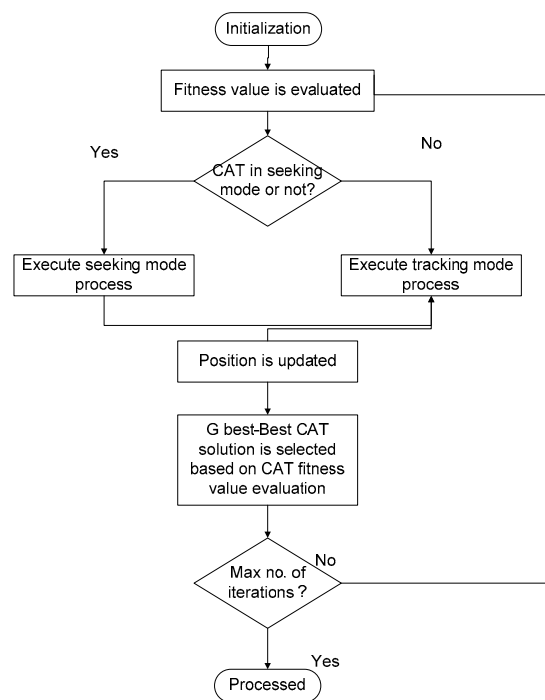 Initialization
Fitness value is evaluated
Yes
No
CAT in seeking
mode or not?
Execute seeking mode
process
Execute tracking mode
process
Position is updated
G best-Best CAT
solution is selected
based on CAT fitness
value evaluation
No
Max no. of
iterations ?
Yes
Processed